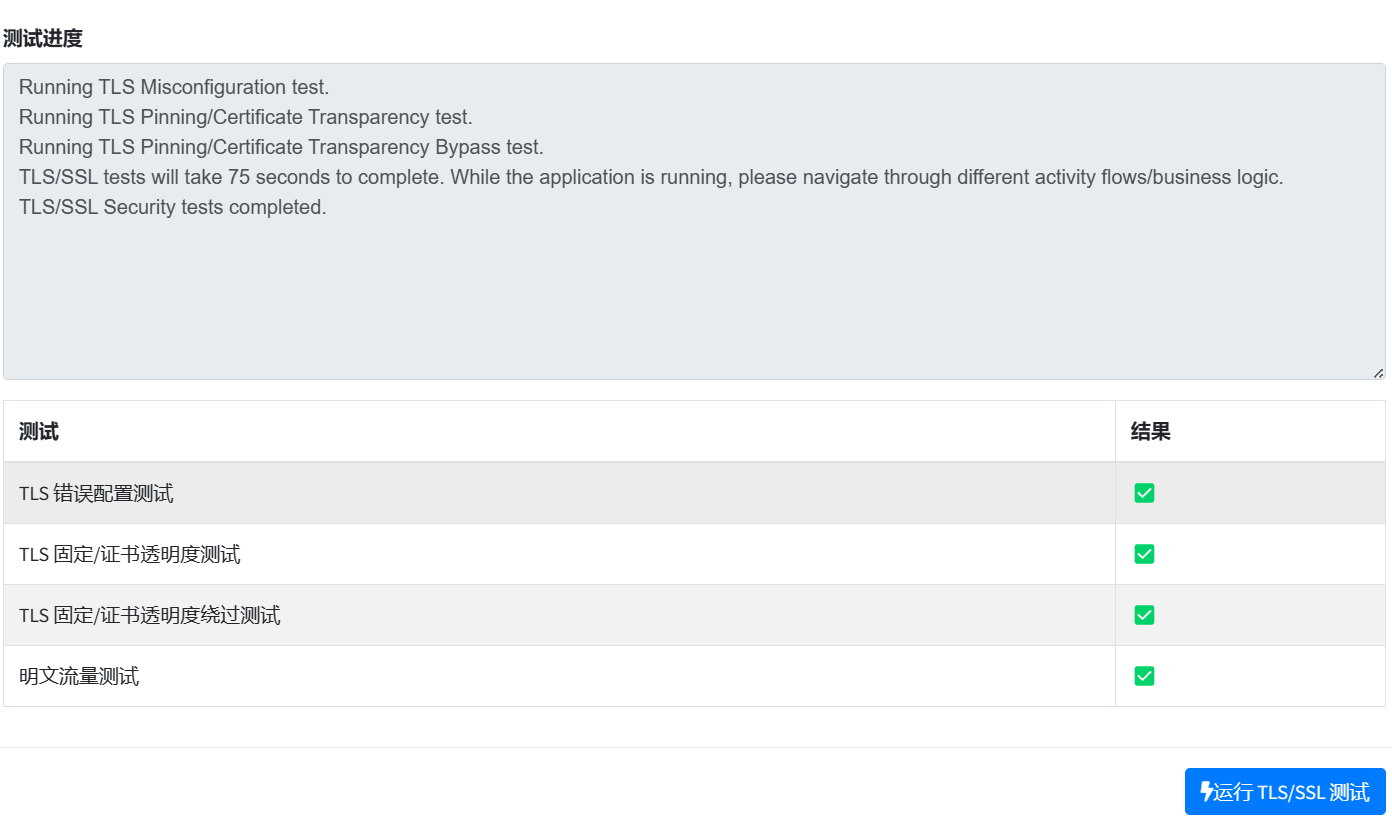 测试进度
Running TLS Misconfiguration test.
Running TLS Pinning/Certificate Transparency test.
Running TLS Pinning/Certificate Transparency Bypass test.
TLS/SSL tests will take 75 seconds to complete. While the application is running, please navigate through different activity flows/business logic.
TLS/SSL Security tests completed.
测试 结果
TLS 错误配置测试
TLS 固定/证书透明度测试
TLS 固定/证书透明度绕过测试
明文流量测试
运行 TLS/SSL 测试